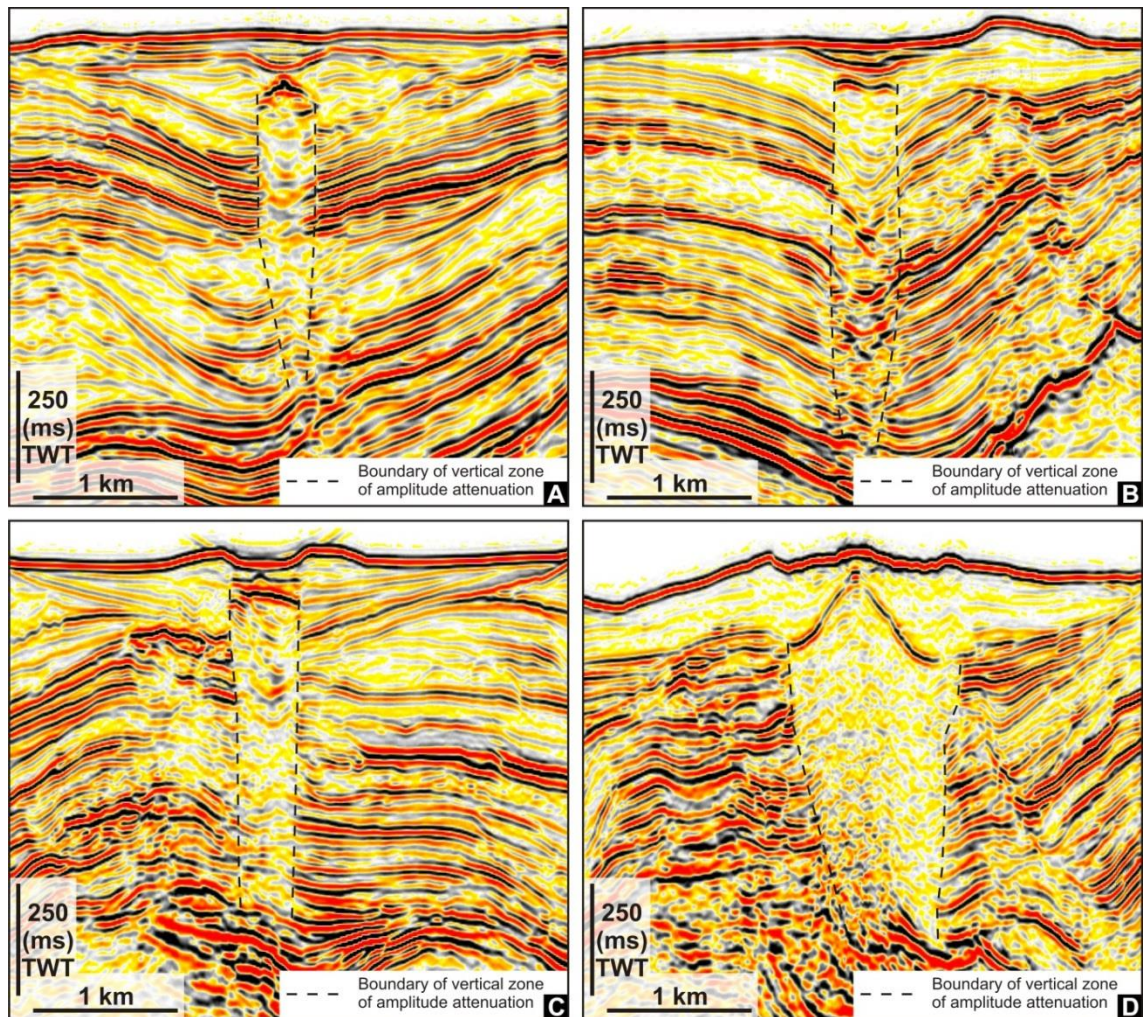 250
(ms)
TWT
1 km
Boundary of vertical zone
of amplitude attenuation
A
250
(ms)
TWT
1 km
Boundary of vertical zone
of amplitude attenuation
B
250
(ms)
TWT
1 km
Boundary of vertical zone
of amplitude attenuation
C
250
(ms)
TWT
1 km
Boundary of vertical zone
of amplitude attenuation
D